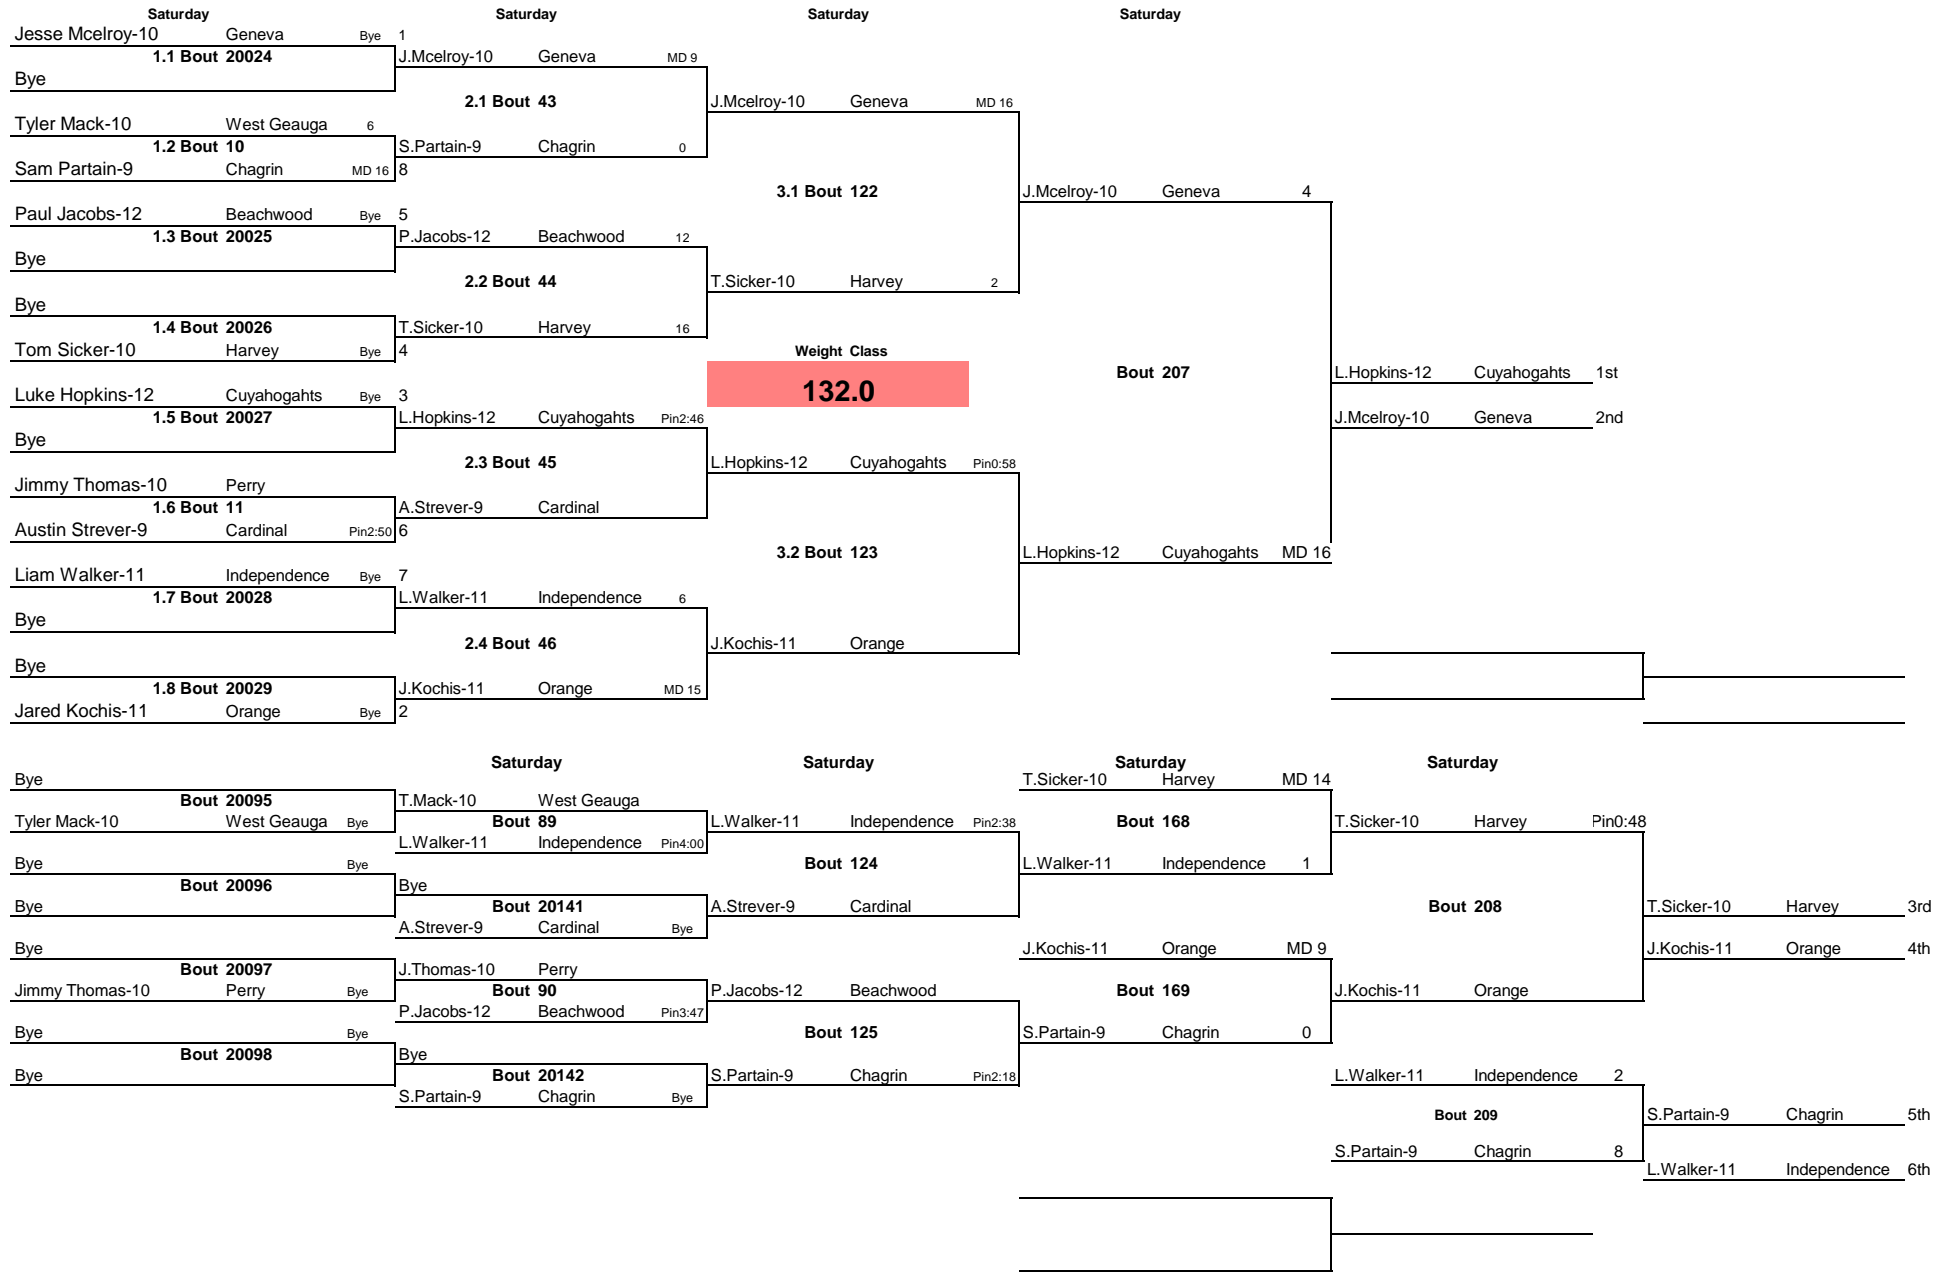 Saturday Saturday Saturday Saturday
Jesse Mcelroy-10 Geneva Bye 1
1.1 Bout 20024 J.Mcelroy-10 Geneva MD 9
Bye
2.1 Bout 43 J.Mcelroy-10 Geneva MD 16
Tyler Mack-10 West Geauga 6
1.2 Bout 10 S.Partain-9 Chagrin 0
Sam Partain-9 Chagrin MD 16 8
3.1 Bout 122 J.Mcelroy-10 Geneva 4
Paul Jacobs-12 Beachwood Bye 5
1.3 Bout 20025 P.Jacobs-12 Beachwood 12
Bye
2.2 Bout 44 T.Sicker-10 Harvey 2
Bye
1.4 Bout 20026 T.Sicker-10 Harvey 16
Tom Sicker-10 Harvey Bye 4 Weight Class
Bout 207 L.Hopkins-12 Cuyahogahts 1st
Luke Hopkins-12 Cuyahogahts Bye 3 132.0
1.5 Bout 20027 L.Hopkins-12 Cuyahogahts Pin2:46 J.Mcelroy-10 Geneva 2nd
Bye
2.3 Bout 45 L.Hopkins-12 Cuyahogahts Pin0:58
Jimmy Thomas-10 Perry
1.6 Bout 11 A.Strever-9 Cardinal
Austin Strever-9 Cardinal Pin2:50 6
3.2 Bout 123 L.Hopkins-12 Cuyahogahts MD 16
Liam Walker-11 Independence Bye 7
1.7 Bout 20028 L.Walker-11 Independence 6
Bye
2.4 Bout 46 J.Kochis-11 Orange
Bye
1.8 Bout 20029 J.Kochis-11 Orange MD 15
Jared Kochis-11 Orange Bye 2
Saturday Saturday Saturday Saturday
Bye T.Sicker-10 Harvey MD 14
Bout 20095 T.Mack-10 West Geauga
Tyler Mack-10 West Geauga Bye Bout 89 L.Walker-11 Independence Pin2:38 Bout 168 T.Sicker-10 Harvey Pin0:48
L.Walker-11 Independence Pin4:00
Bye Bye Bout 124 L.Walker-11 Independence 1
Bout 20096 Bye
Bye Bout 20141 A.Strever-9 Cardinal Bout 208 T.Sicker-10 Harvey 3rd
A.Strever-9 Cardinal Bye
Bye J.Kochis-11 Orange MD 9 J.Kochis-11 Orange 4th
Bout 20097 J.Thomas-10 Perry
Jimmy Thomas-10 Perry Bye Bout 90 P.Jacobs-12 Beachwood Bout 169 J.Kochis-11 Orange
P.Jacobs-12 Beachwood Pin3:47
Bye Bye Bout 125 S.Partain-9 Chagrin 0
Bout 20098 Bye
Bye Bout 20142 S.Partain-9 Chagrin Pin2:18 L.Walker-11 Independence 2
S.Partain-9 Chagrin Bye
Bout 209 S.Partain-9 Chagrin 5th
S.Partain-9 Chagrin 8
L.Walker-11 Independence 6th